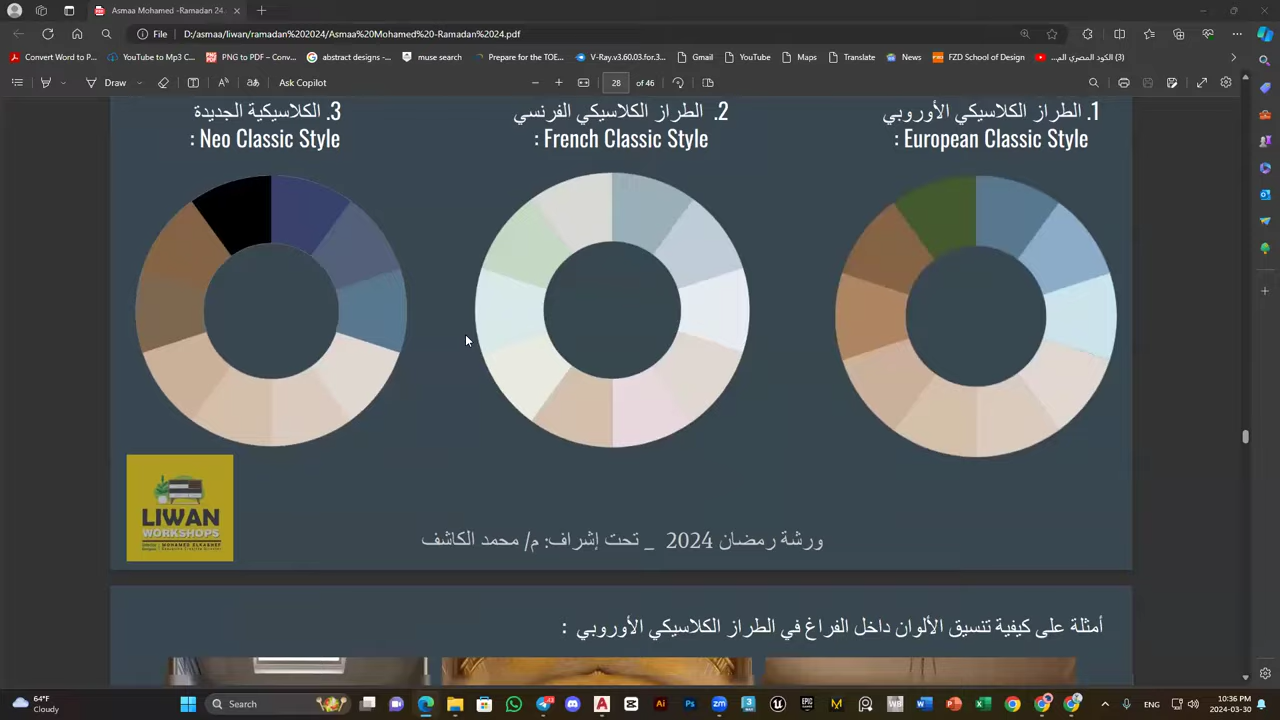 Asmaa Mohamed -Ramadan 24.
File
D:/asmaa/liwan/ramadan%202024/Asmaa%20Mohamed%20-Ramadan%2024.pdf
Convert Word to P...
YouTube to Mp3 C...
PNG to PDF – Conv...
abstract designs -...
muse search
Prepare for the TOE...
V-Ray.v3.60.03.for...
Gmail
YouTube
Maps
Translate
News
FZD School of Design
الكود المصري الم... (3)
Draw
Ask Copilot
28
of 46
1. الطراز الكلاسيكي الأوروبي
European Classic Style :
2. الطراز الكلاسيكي الفرنسي
French Classic Style :
3. الكلاسيكية الجديدة
Neo Classic Style :
LIWAN
WORKSHOPS
ورشة رمضان 2024 _ تحت إشراف: م/ محمد الكاشف
أمثلة على كيفية تنسيق الألوان داخل الفراغ في الطراز الكلاسيكي الأوروبي :
64°F
Cloudy
Search
ENG
10:36 PM
2024-03-30